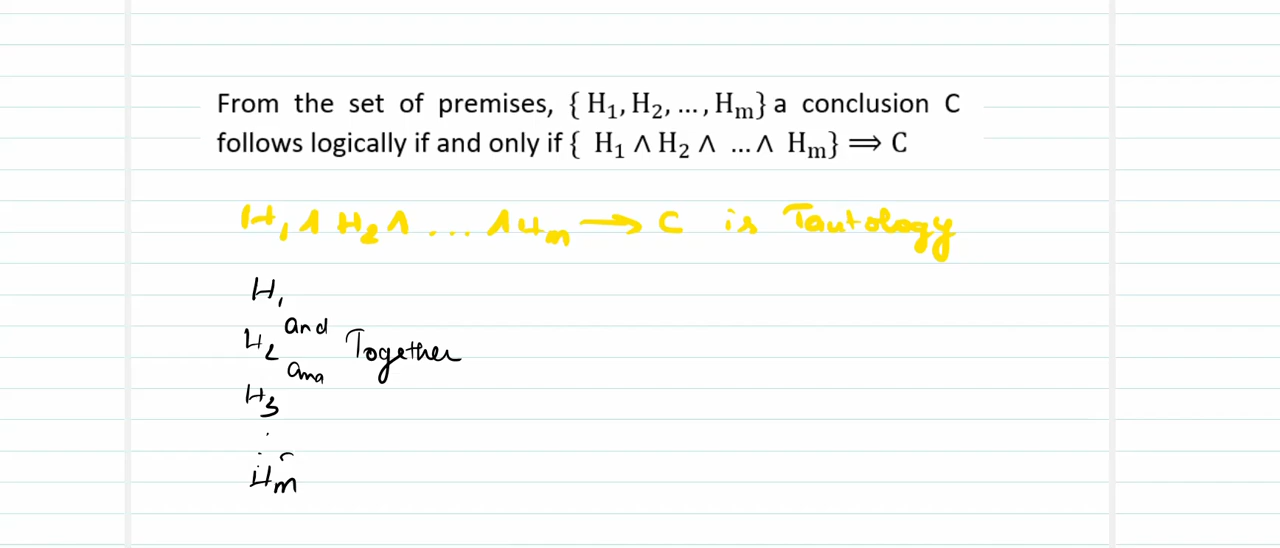 From the set of premises, { H₁, H₂, ..., Hₘ} a conclusion C
follows logically if and only if { H₁ ∧ H₂ ∧ ...∧ Hₘ} ⟹ C
H₁ ∧ H₂ ∧ ... ∧ Hₘ → C is Tautology
H₁
and
H₂ Together
and
H₃
Hₘ